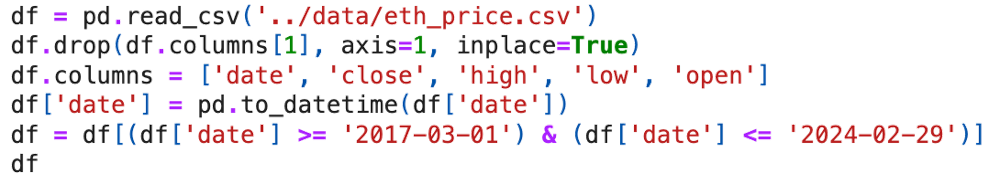 df = pd.read_csv('../data/eth_price.csv')
df.drop(df.columns[1], axis=1, inplace=True)
df.columns = ['date', 'close', 'high', 'low', 'open']
df['date'] = pd.to_datetime(df['date'])
df = df[(df['date'] >= '2017-03-01') & (df['date'] <= '2024-02-29')]
df